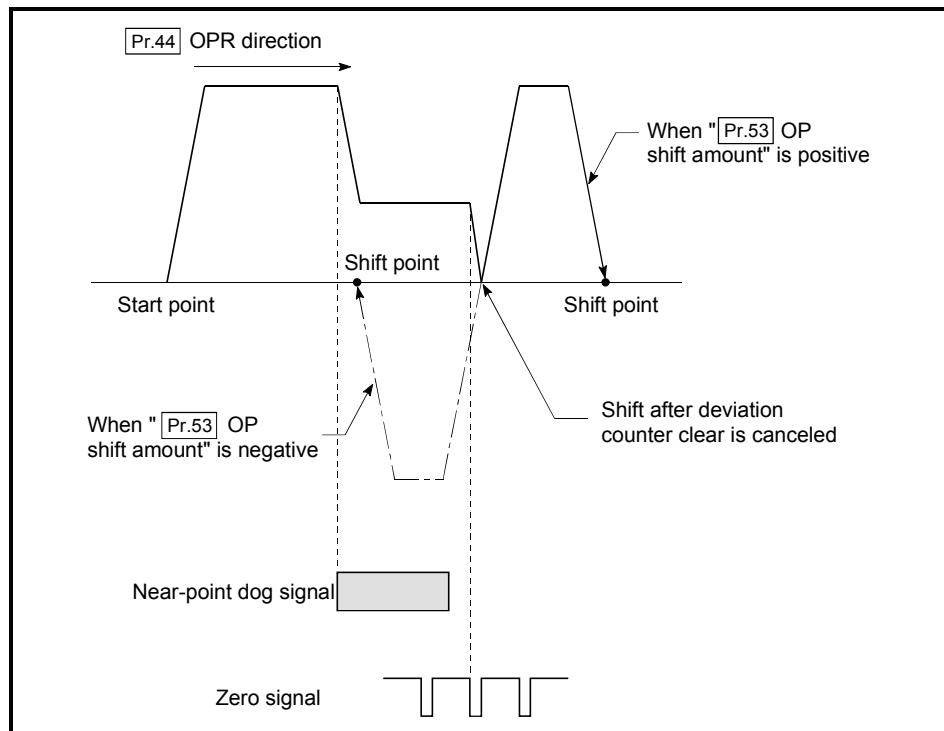 Pr.44 OPR direction
When " Pr.53 OP
shift amount" is positive
Shift point
Start point
Shift point
When " Pr.53 OP
shift amount" is negative
Shift after deviation
counter clear is canceled
Near-point dog signal
Zero signal